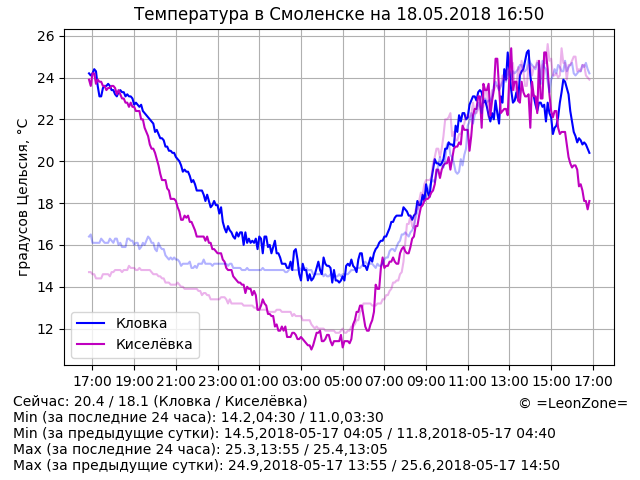 Температура в Смоленске на 18.05.2018 16:50
градусов Цельсия, °C
26
24
22
20
18
16
14
12
Кловка
Киселёвка
17:00 19:00 21:00 23:00 01:00 03:00 05:00 07:00 09:00 11:00 13:00 15:00 17:00
Сейчас: 20.4 / 18.1 (Кловка / Киселёвка)
© =LeonZone=
Min (за последние 24 часа): 14.2,04:30 / 11.0,03:30
Min (за предыдущие сутки): 14.5,2018-05-17 04:05 / 11.8,2018-05-17 04:40
Max (за последние 24 часа): 25.3,13:55 / 25.4,13:05
Max (за предыдущие сутки): 24.9,2018-05-17 13:55 / 25.6,2018-05-17 14:50